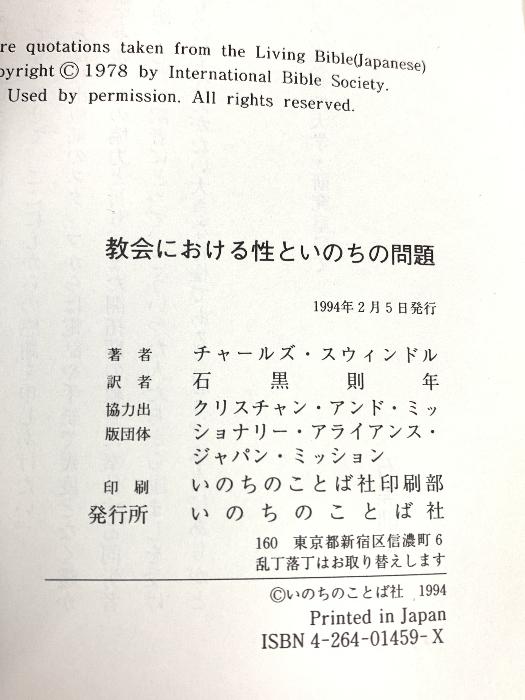 re quotations taken from the Living Bible(Japanese)
pyright © 1978 by International Bible Society.
Used by permission. All rights reserved.
教会における性といのちの問題
1994年2月5日発行
著者 チャールズ・スウィンドル
訳者 石黒則年
協力出 クリスチャン・アンド・ミッ
版団体 ショナリー・アライアンス・
ジャパン・ミッション
印刷 いのちのことば社印刷部
発行所 いのちのことば社
160 東京都新宿区信濃町6
乱丁落丁はお取り替えします
©いのちのことば社 1994
Printed in Japan
ISBN 4-264-01459-X